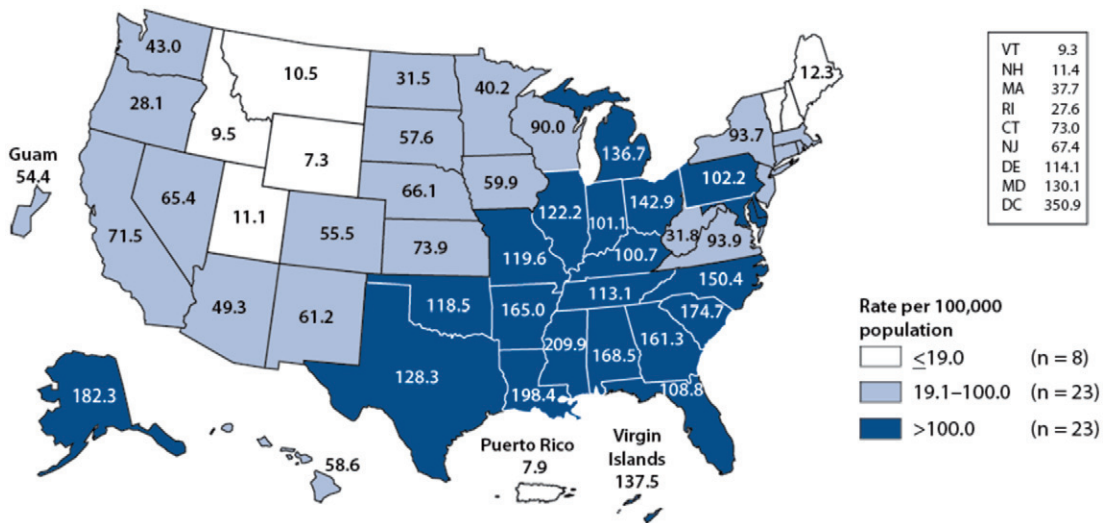 43.0
10.5
31.5
40.2
12.3
28.1
9.5
57.6
90.0
93.7
Guam
54.4
7.3
136.7
65.4
66.1
59.9
102.2
71.5
11.1
55.5
73.9
122.2
101.1
142.9
31.8
93.9
119.6
100.7
49.3
61.2
118.5
165.0
113.1
150.4
174.7
128.3
209.9
168.5
161.3
182.3
198.4
108.8
58.6
Puerto Rico
7.9
Virgin
Islands
137.5
VT 9.3
NH 11.4
MA 37.7
RI 27.6
CT 73.0
NJ 67.4
DE 114.1
MD 130.1
DC 350.9
Rate per 100,000
population
≤19.0 (n = 8)
19.1–100.0 (n = 23)
>100.0 (n = 23)